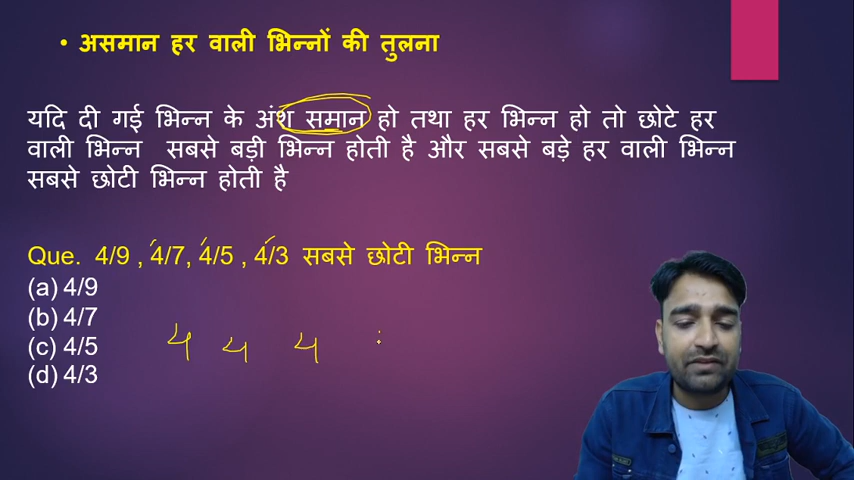 • असमान हर वाली भिन्नों की तुलना
यदि दी गई भिन्न के अंश समान हो तथा हर भिन्न हो तो छोटे हर
वाली भिन्न सबसे बड़ी भिन्न होती है और सबसे बड़े हर वाली भिन्न
सबसे छोटी भिन्न होती है
Que. 4/9 , 4/7, 4/5 , 4/3 सबसे छोटी भिन्न
(a) 4/9
(b) 4/7
(c) 4/5
(d) 4/3
4 4 4